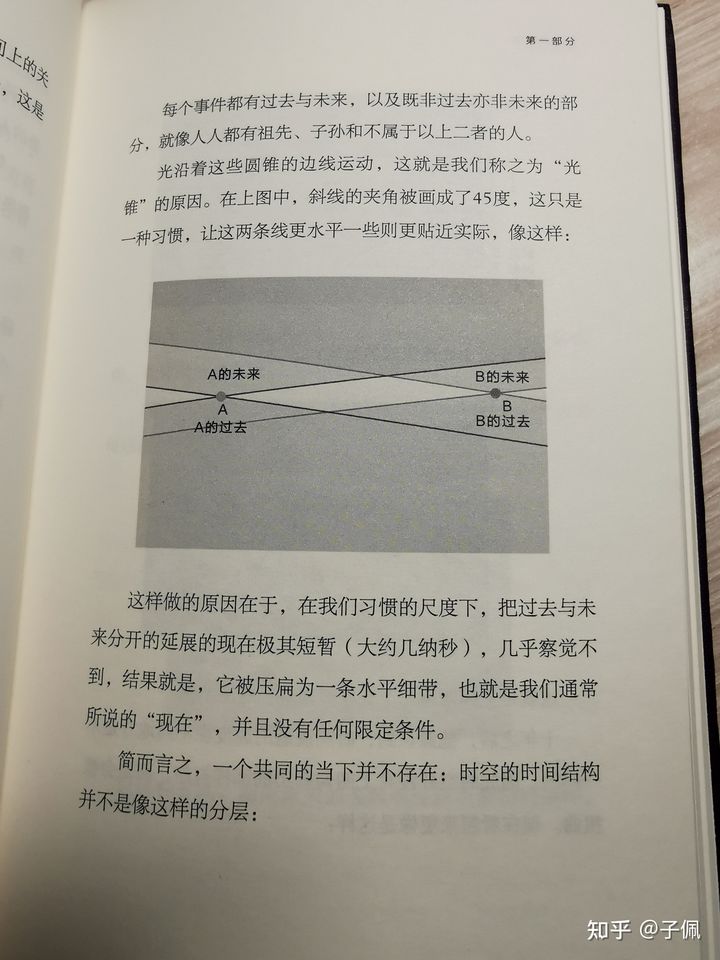 间上的关
，这是
第一部分
每个事件都有过去与未来，以及既非过去亦非未来的部
分，就像人人都有祖先、子孙和不属于以上二者的人。
光沿着这些圆锥的边线运动，这就是我们称之为“光
锥”的原因。在上图中，斜线的夹角被画成了45度，这只是
一种习惯，让这两条线更水平一些则更贴近实际，像这样：
A的未来
B的未来
A
B
A的过去
B的过去
这样做的原因在于，在我们习惯的尺度下，把过去与未
来分开的延展的现在极其短暂（大约几纳秒），几乎察觉不
到，结果就是，它被压扁为一条水平细带，也就是我们通常
所说的“现在”，并且没有任何限定条件。
简而言之，一个共同的当下并不存在：时空的时间结构
并不是像这样的分层：
知乎 @子佩